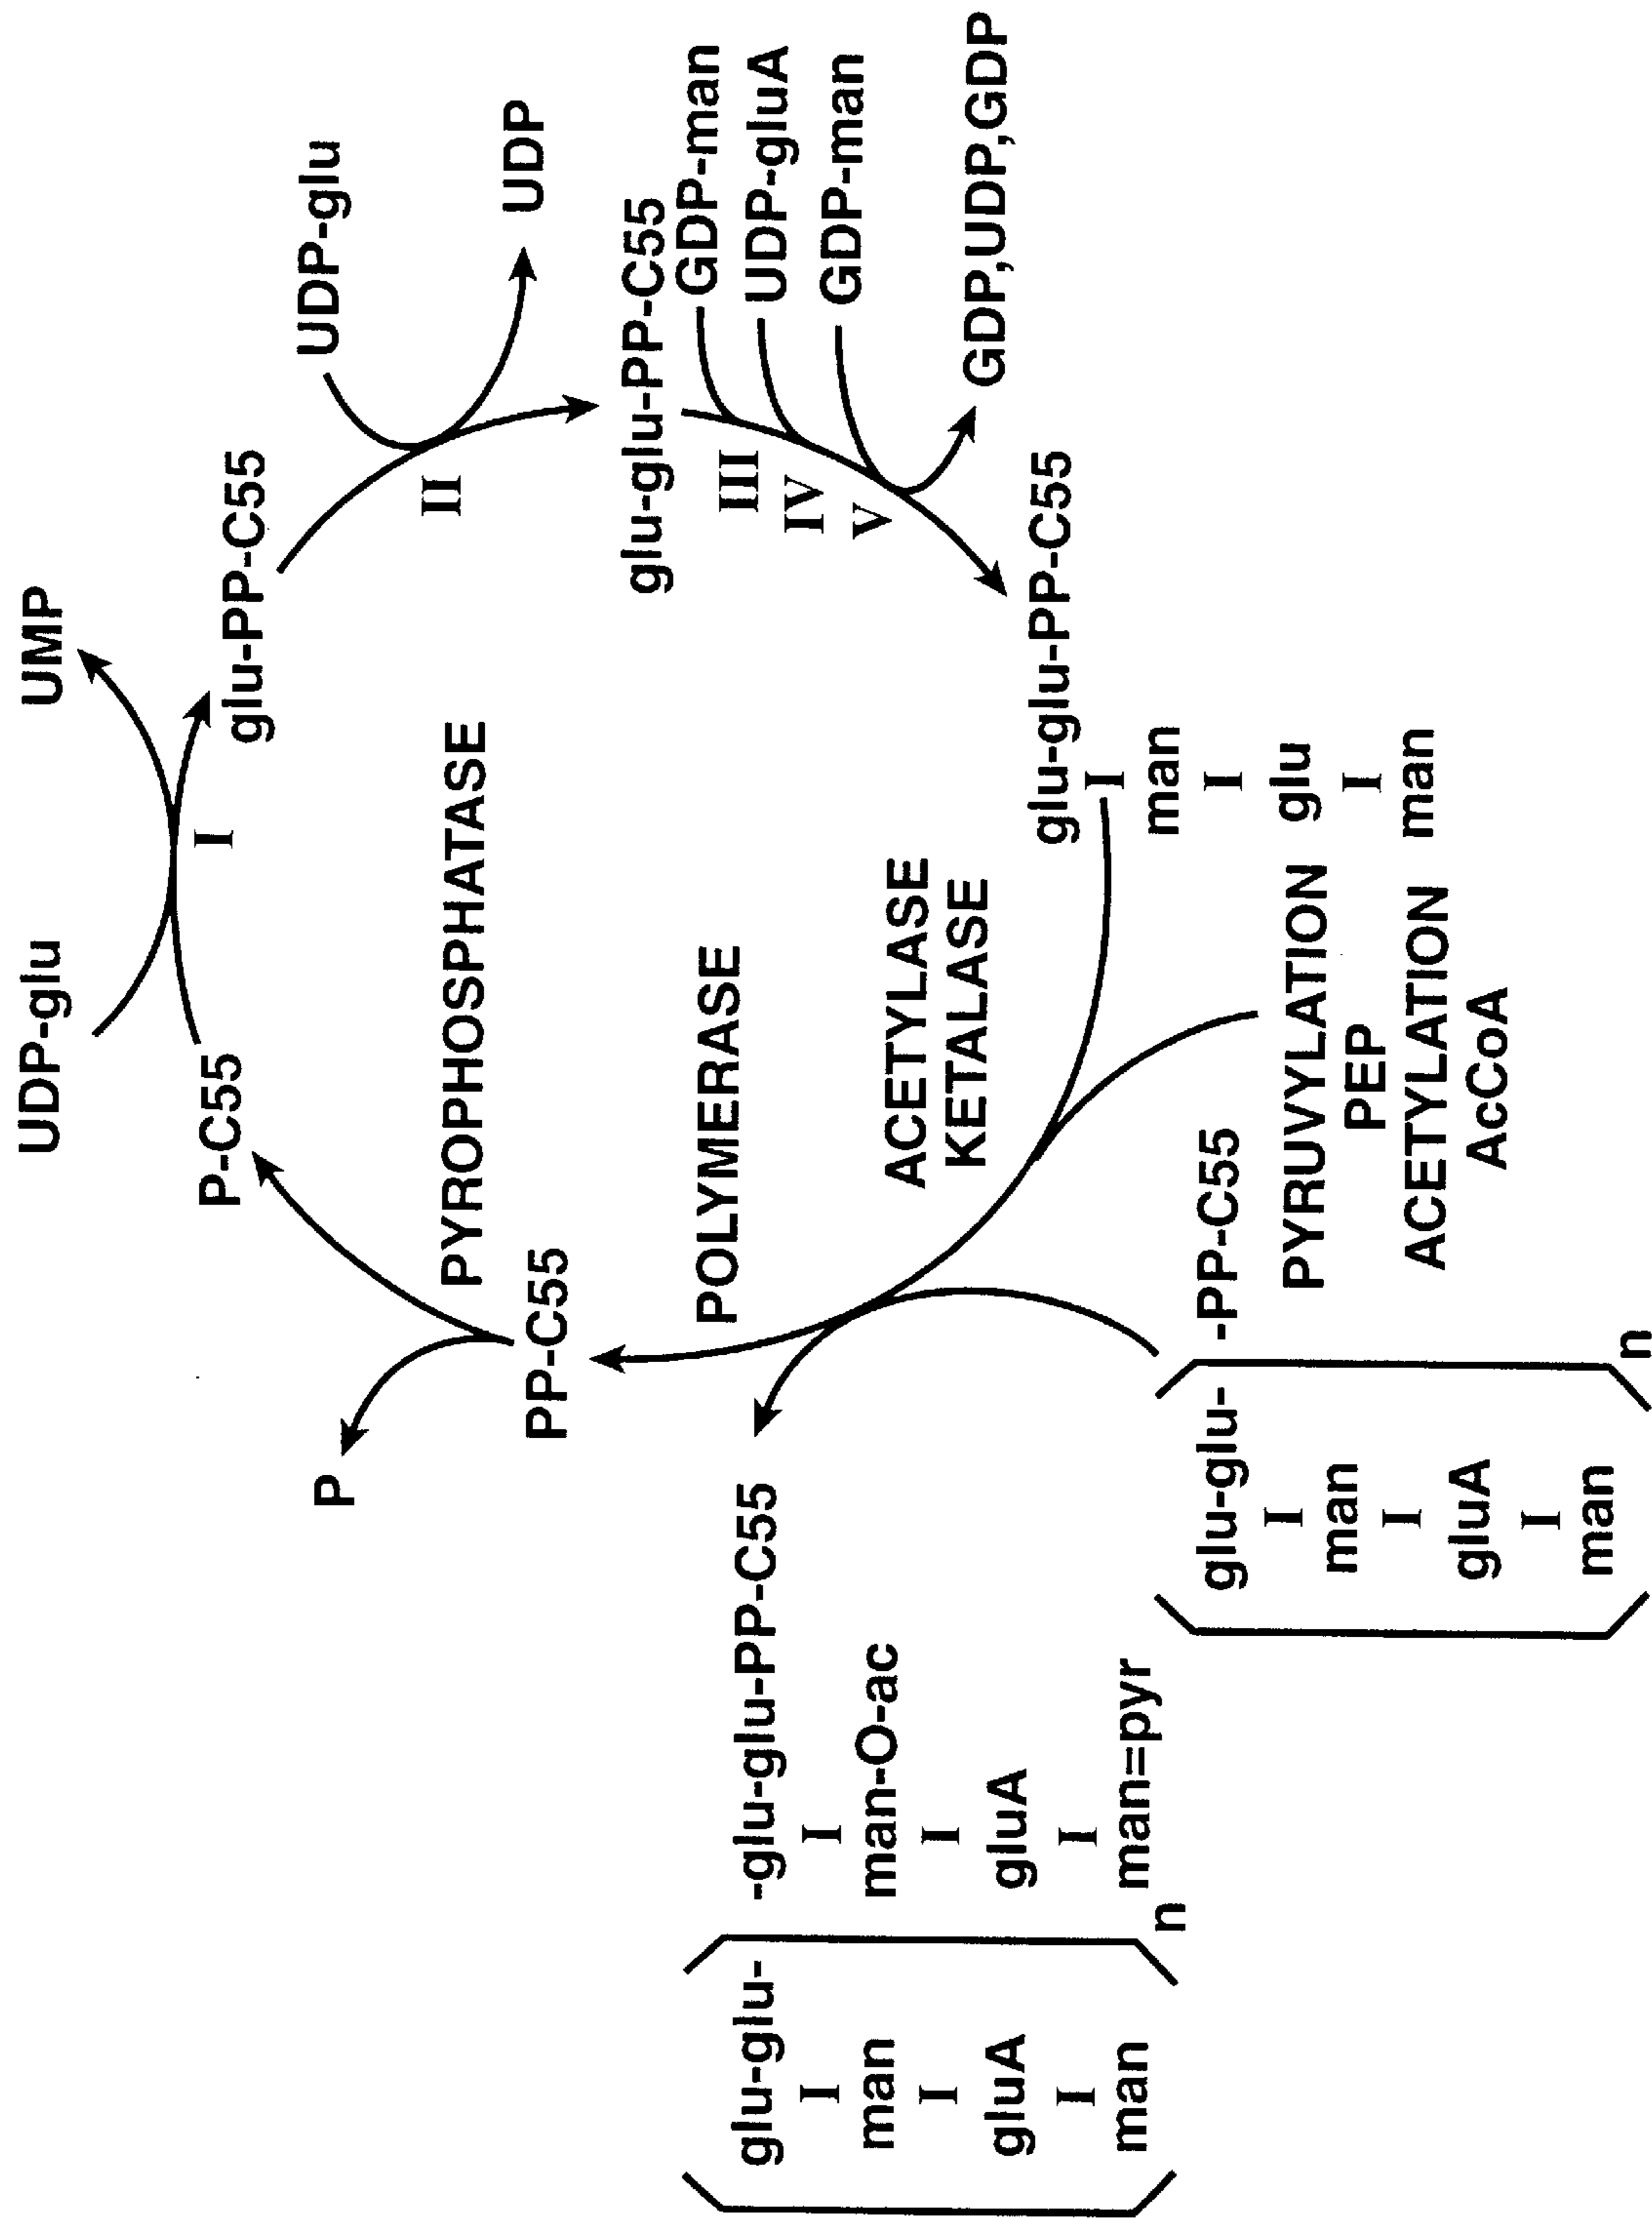 UDP-glu
UMP
P-C55
I
glu-PP-C55
UDP-glu
II
UDP
P
PYROPHOSPHATASE
PP-C55
glu-glu-PP-C55
GDP-man
III
UDP-gluA
IV
GDP-man
V
GDP,UDP,GDP
POLYMERASE
ACETYLASE
KETALASE
glu-glu-PP-C55
I
man
I
glu
I
man
glu-glu- -glu-glu-PP-C55
I I
man man-O-ac
I I
gluA gluA
I I
man man=pyr
n
glu-glu- -PP-C55
I
man
I
gluA
I
man
n
PYRUVYLATION
PEP
ACETYLATION
AcCoA